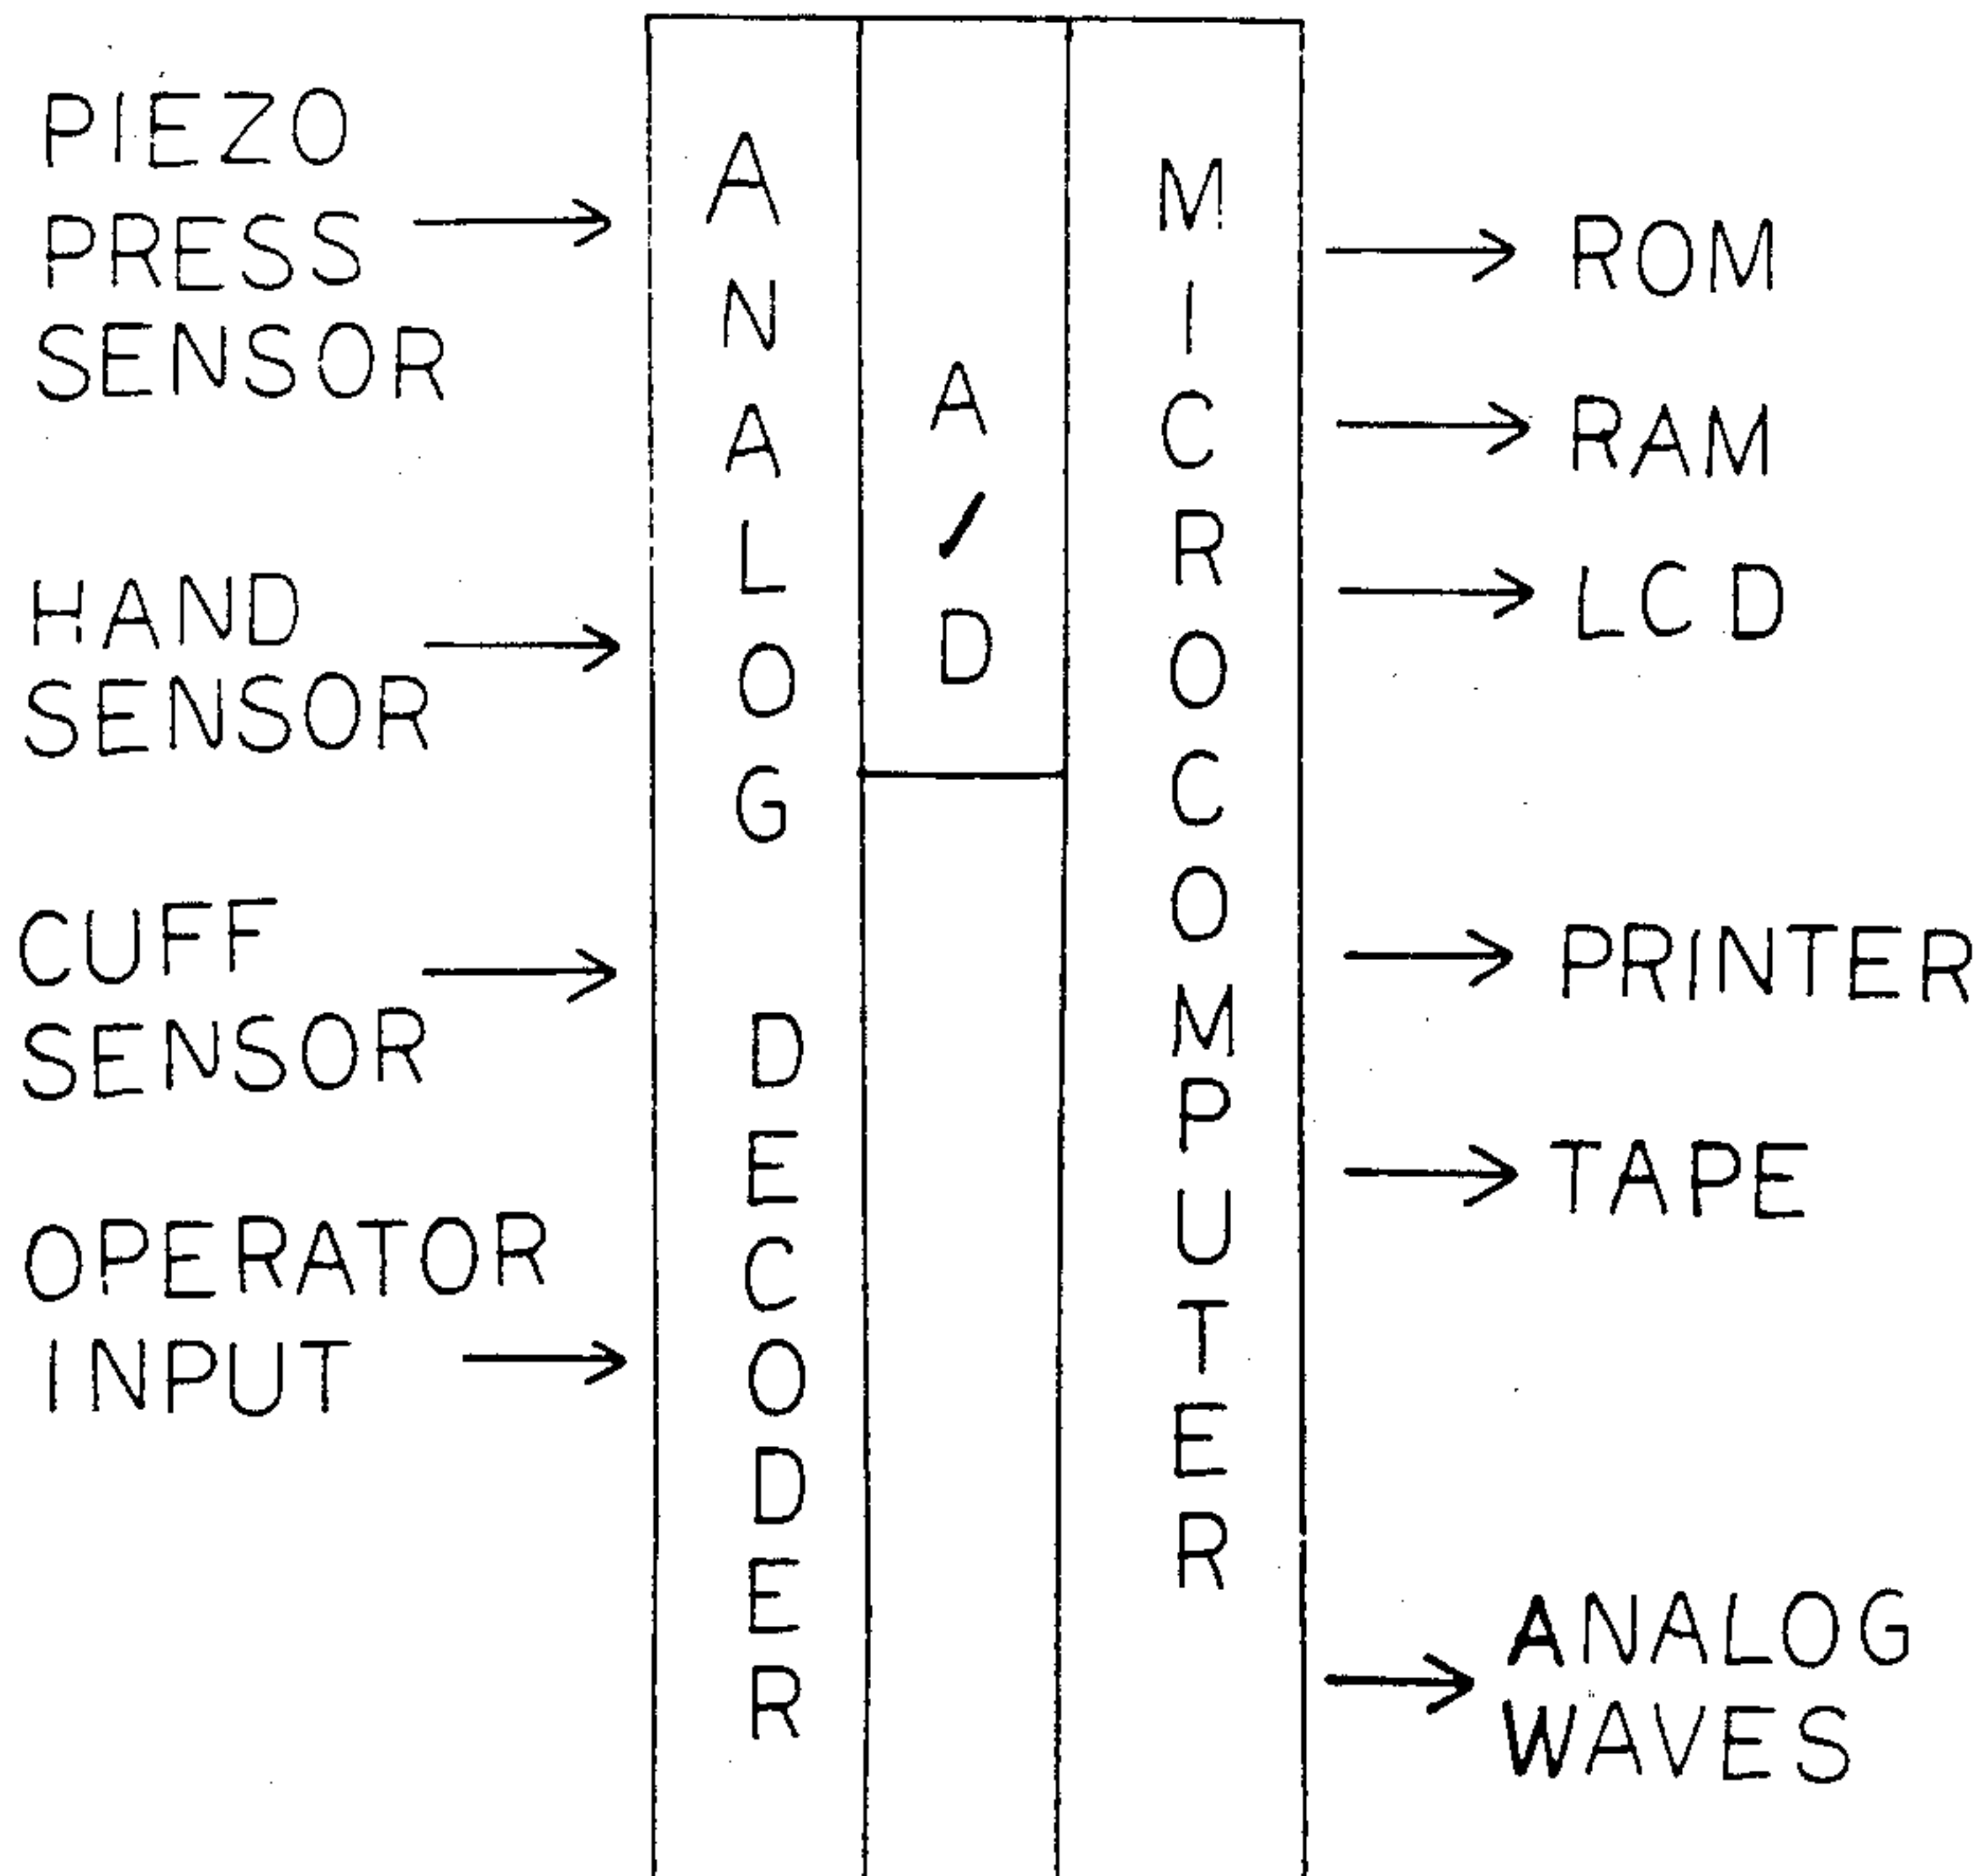 PIEZO
PRESS
SENSOR
HAND
SENSOR
CUFF
SENSOR
OPERATOR
INPUT
ANALOG DECODER
A/D
MICROCOMPUTER
ROM
RAM
LCD
PRINTER
TAPE
ANALOG
WAVES